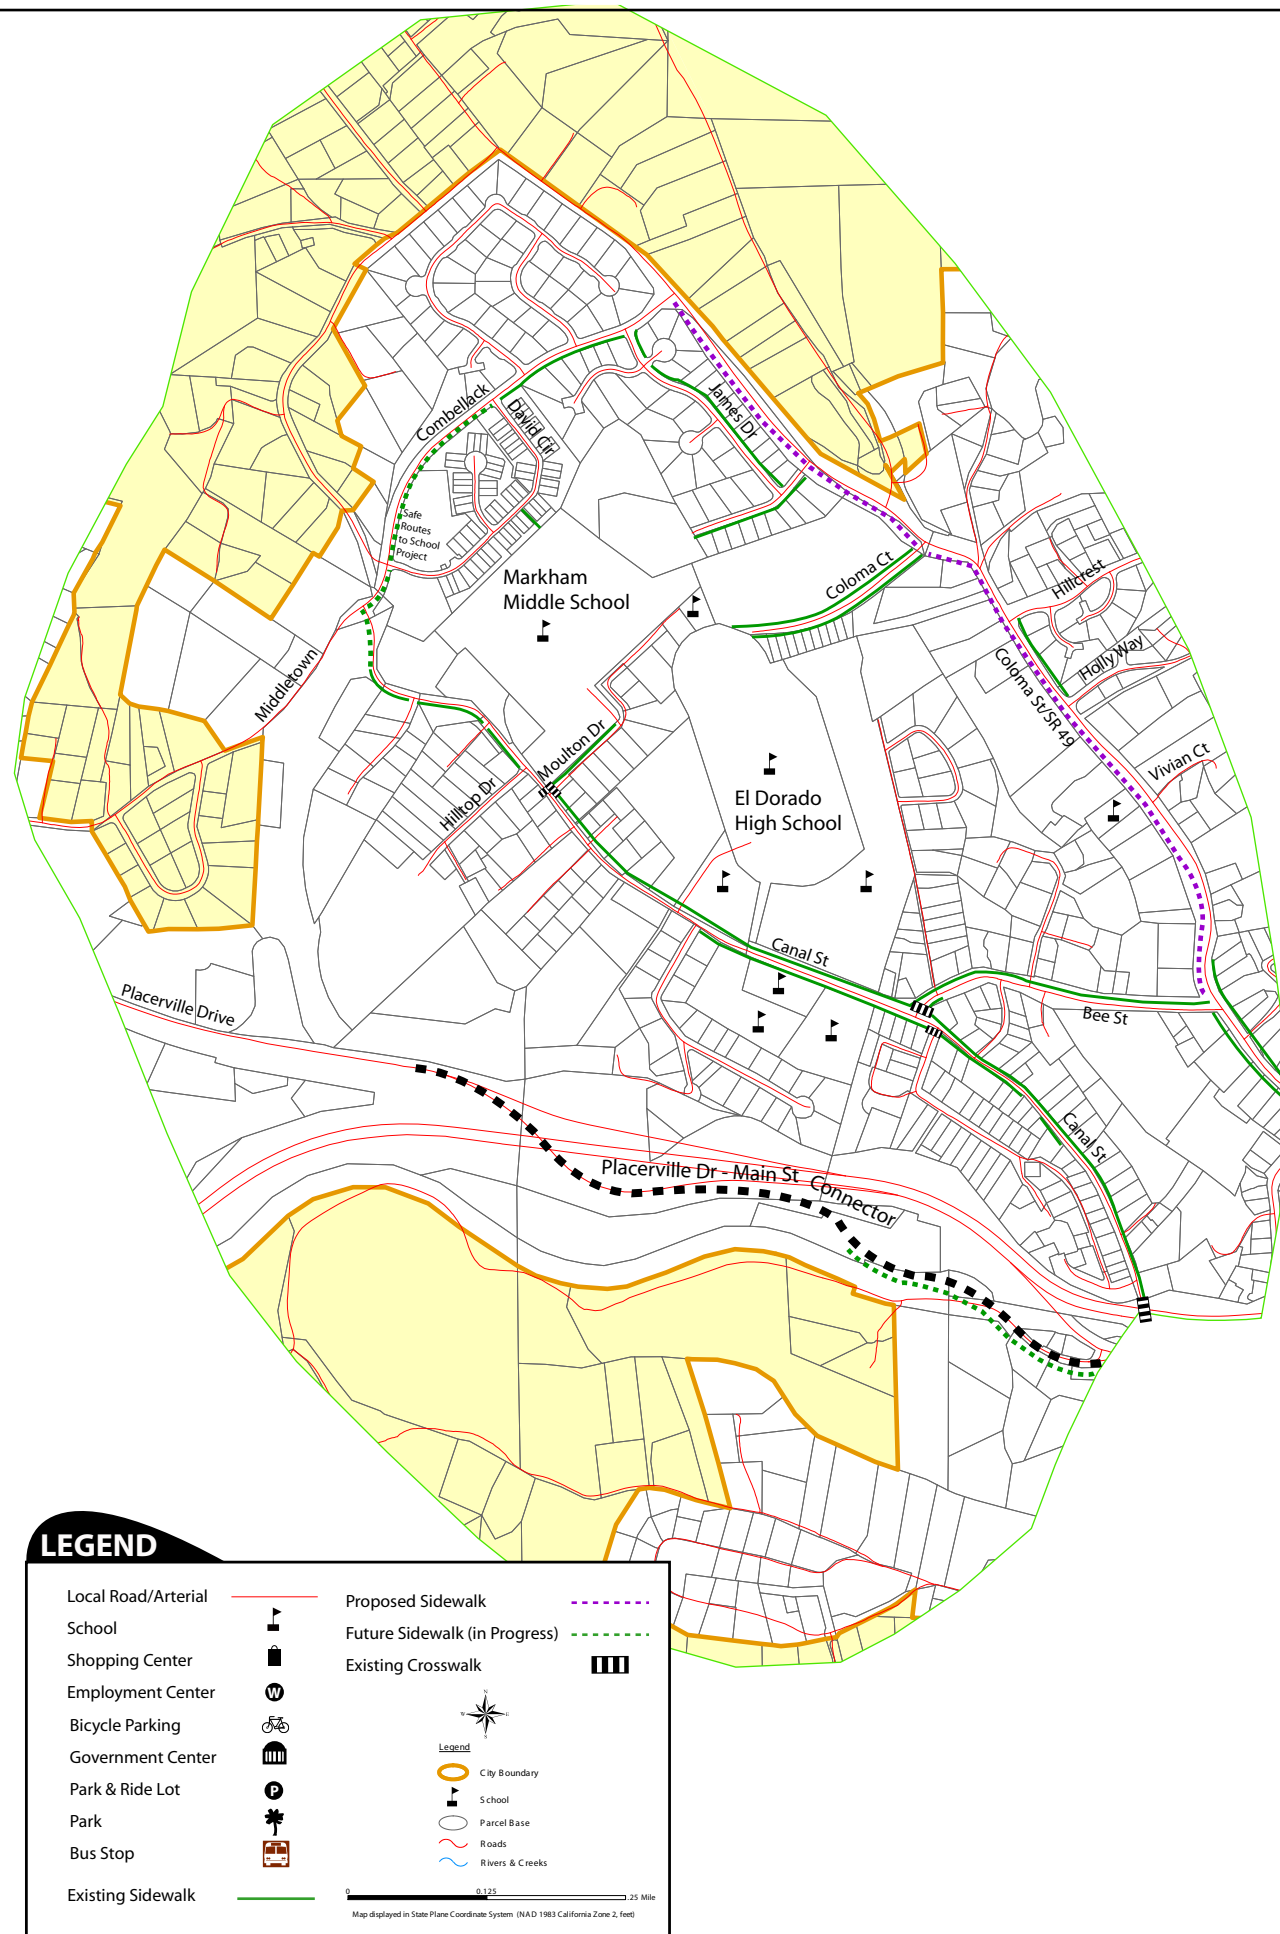 Combellack
David Cir
James Dr
Safe
Routes
to School
Project
Markham
Middle School
Coloma Ct
Hillcrest
Holly Way
Middletown
Coloma St/SR 49
Moulton Dr
Hilltop Dr
Vivian Ct
El Dorado
High School
Canal St
Placerville Drive
Bee St
Canal St
Placerville Dr - Main St Connector
LEGEND
Local Road/Arterial
School
Shopping Center
Employment Center
W
Bicycle Parking
Government Center
Park & Ride Lot
P
Park
Bus Stop
Existing Sidewalk
Proposed Sidewalk
Future Sidewalk (in Progress)
Existing Crosswalk
N
W
E
S
Legend
City Boundary
School
Parcel Base
Roads
Rivers & Creeks
0 0.125 .25 Mile
Map displayed in State Plane Coordinate System (NAD 1983 California Zone 2, feet)